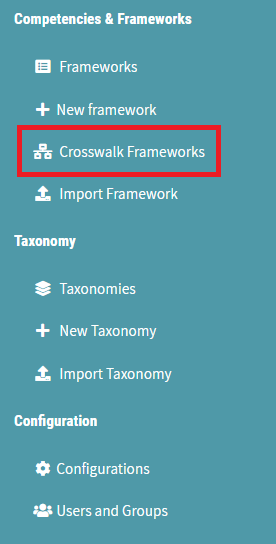 Competencies & Frameworks
Frameworks
New framework
Crosswalk Frameworks
Import Framework
Taxonomy
Taxonomies
New Taxonomy
Import Taxonomy
Configuration
Configurations
Users and Groups